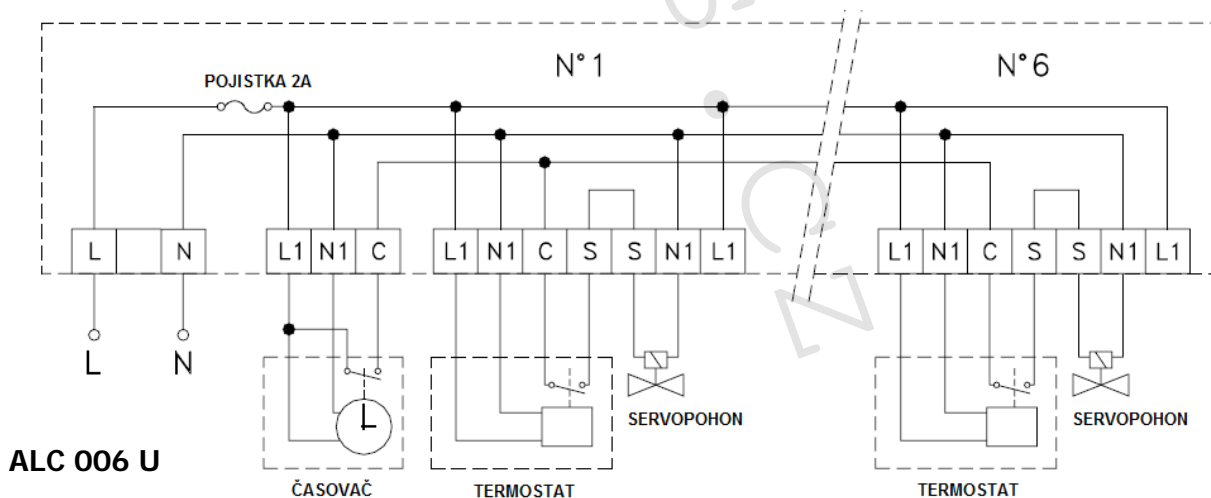 N°1
N°6
POJISTKA 2A
L N L1 N1 C L1 N1 C S S N1 L1 L1 N1 C S S N1 L1
L N
SERVOPOHON
SERVOPOHON
ALC 006 U
ČASOVAČ
TERMOSTAT
TERMOSTAT